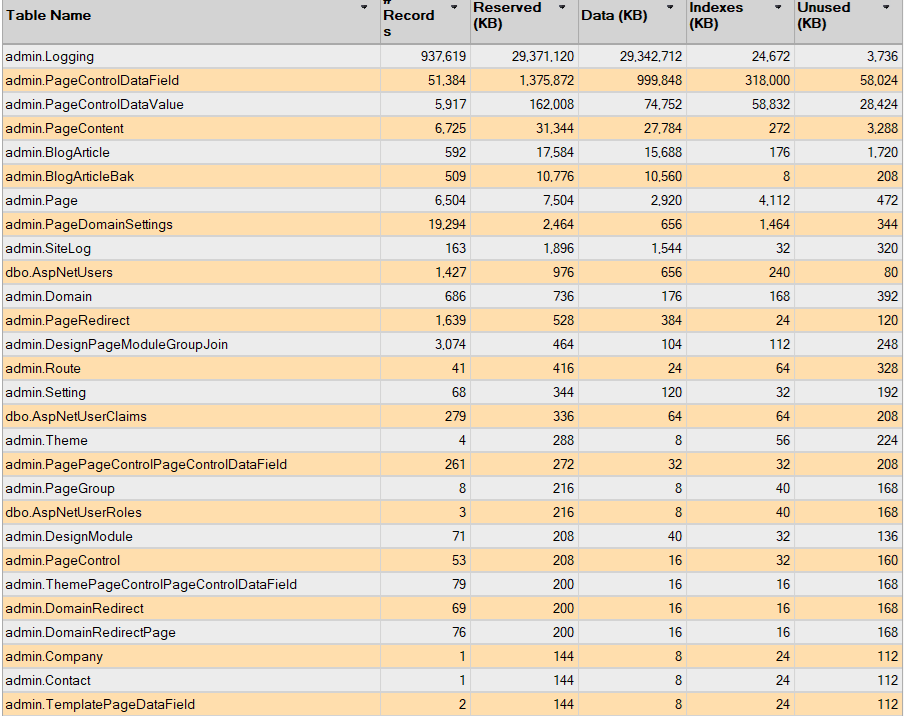 Table Name # Records Reserved (KB) Data (KB) Indexes (KB) Unused (KB)
admin.Logging 937,619 29,371,120 29,342,712 24,672 3,736
admin.PageControlDataField 51,384 1,375,872 999,848 318,000 58,024
admin.PageControlDataValue 5,917 162,008 74,752 58,832 28,424
admin.PageContent 6,725 31,344 27,784 272 3,288
admin.BlogArticle 592 17,584 15,688 176 1,720
admin.BlogArticleBak 509 10,776 10,560 8 208
admin.Page 6,504 7,504 2,920 4,112 472
admin.PageDomainSettings 19,294 2,464 656 1,464 344
admin.SiteLog 163 1,896 1,544 32 320
dbo.AspNetUsers 1,427 976 656 240 80
admin.Domain 686 736 176 168 392
admin.PageRedirect 1,639 528 384 24 120
admin.DesignPageModuleGroupJoin 3,074 464 104 112 248
admin.Route 41 416 24 64 328
admin.Setting 68 344 120 32 192
dbo.AspNetUserClaims 279 336 64 64 208
admin.Theme 4 288 8 56 224
admin.PagePageControlPageControlDataField 261 272 32 32 208
admin.PageGroup 8 216 8 40 168
dbo.AspNetUserRoles 3 216 8 40 168
admin.DesignModule 71 208 40 32 136
admin.PageControl 53 208 16 32 160
admin.ThemePageControlPageControlDataField 79 200 16 16 168
admin.DomainRedirect 69 200 16 16 168
admin.DomainRedirectPage 76 200 16 16 168
admin.Company 1 144 8 24 112
admin.Contact 1 144 8 24 112
admin.TemplatePageDataField 2 144 8 24 112